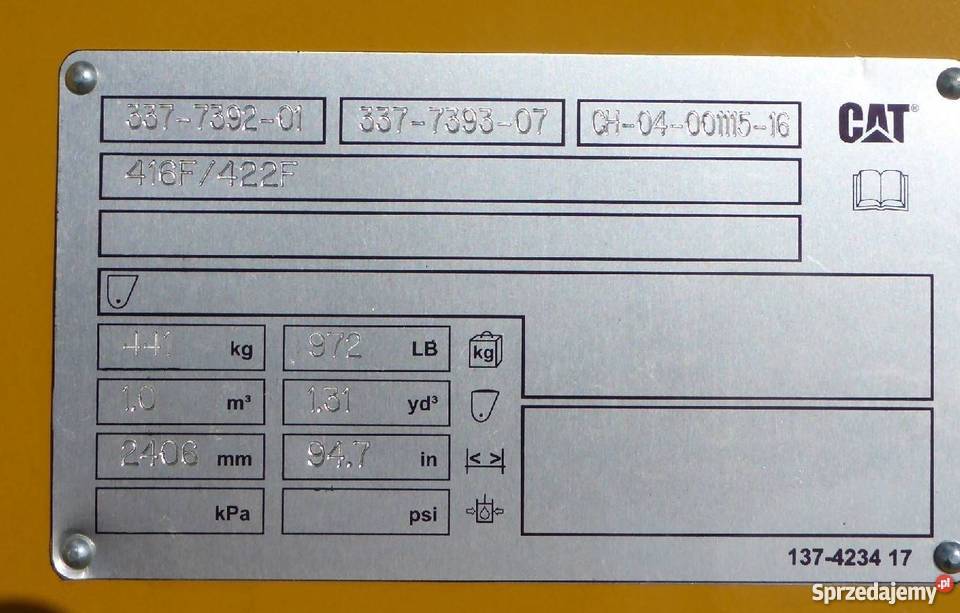 337-7392-01 337-7393-07 CH-04-001115-16 CAT®
416F/422F
441 kg 972 LB kg
1.0 m³ 1.31 yd³
2406 mm 94.7 in
kPa psi
137-4234 17
Sprzedajemy.pl